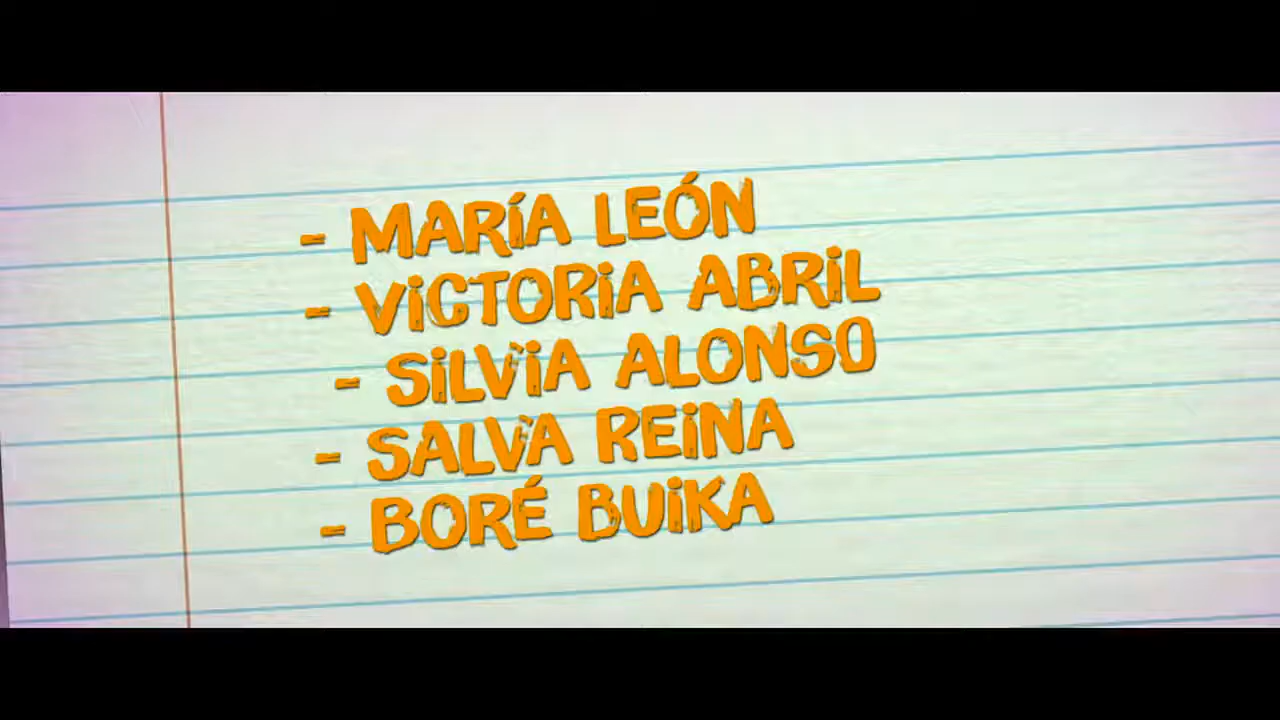 - MARÍA LEÓN
- VICTORIA ABRIL
- SILVIA ALONSO
- SALVA REINA
- BORÉ BUIKA